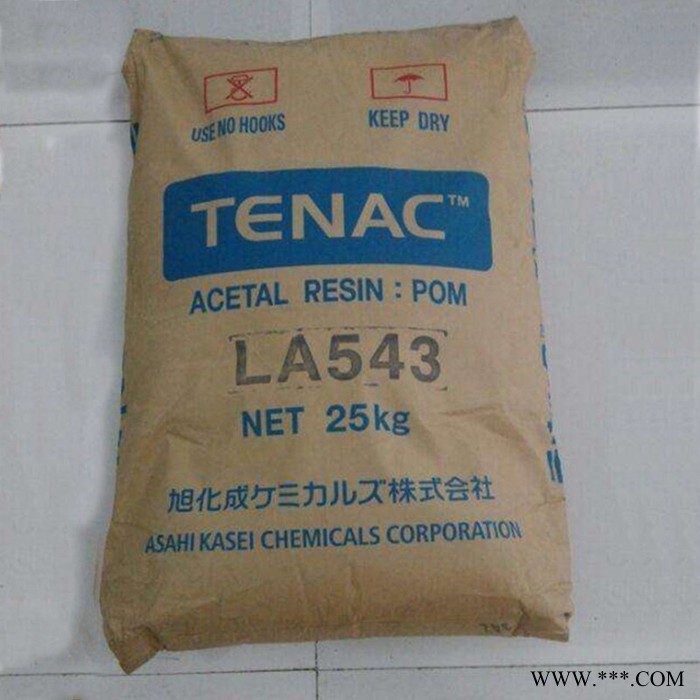 USE NO HOOKS
KEEP DRY
TENAC™
ACETAL RESIN : POM
LA543
NET 25kg
旭化成ケミカルズ株式会社
ASAHI KASEI CHEMICALS CORPORATION
WWW.***.COM